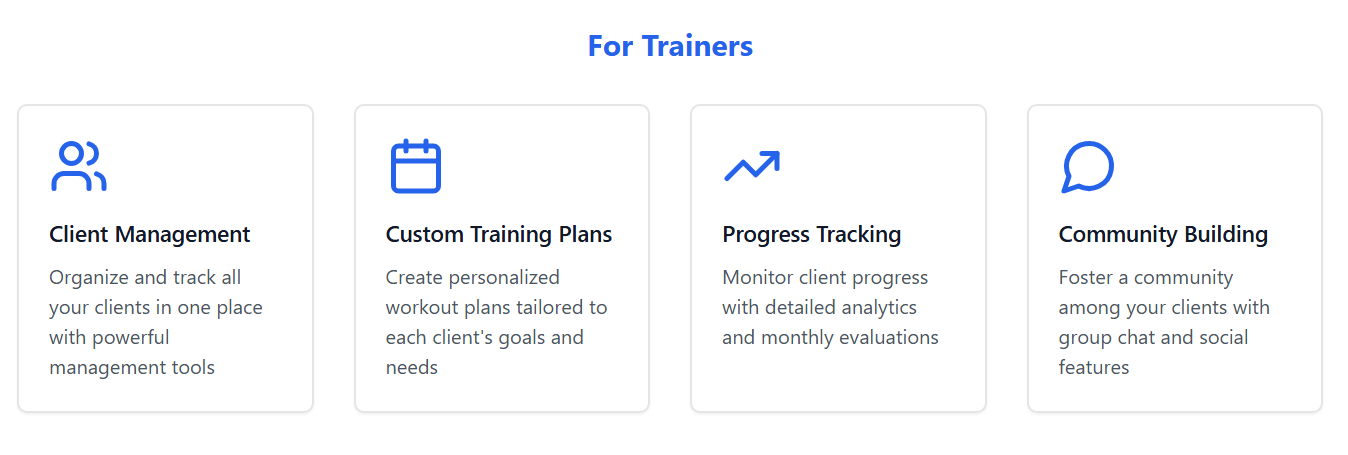 For Trainers
Client Management
Organize and track all
your clients in one place
with powerful
management tools
Custom Training Plans
Create personalized
workout plans tailored to
each client's goals and
needs
Progress Tracking
Monitor client progress
with detailed analytics
and monthly evaluations
Community Building
Foster a community
among your clients with
group chat and social
features